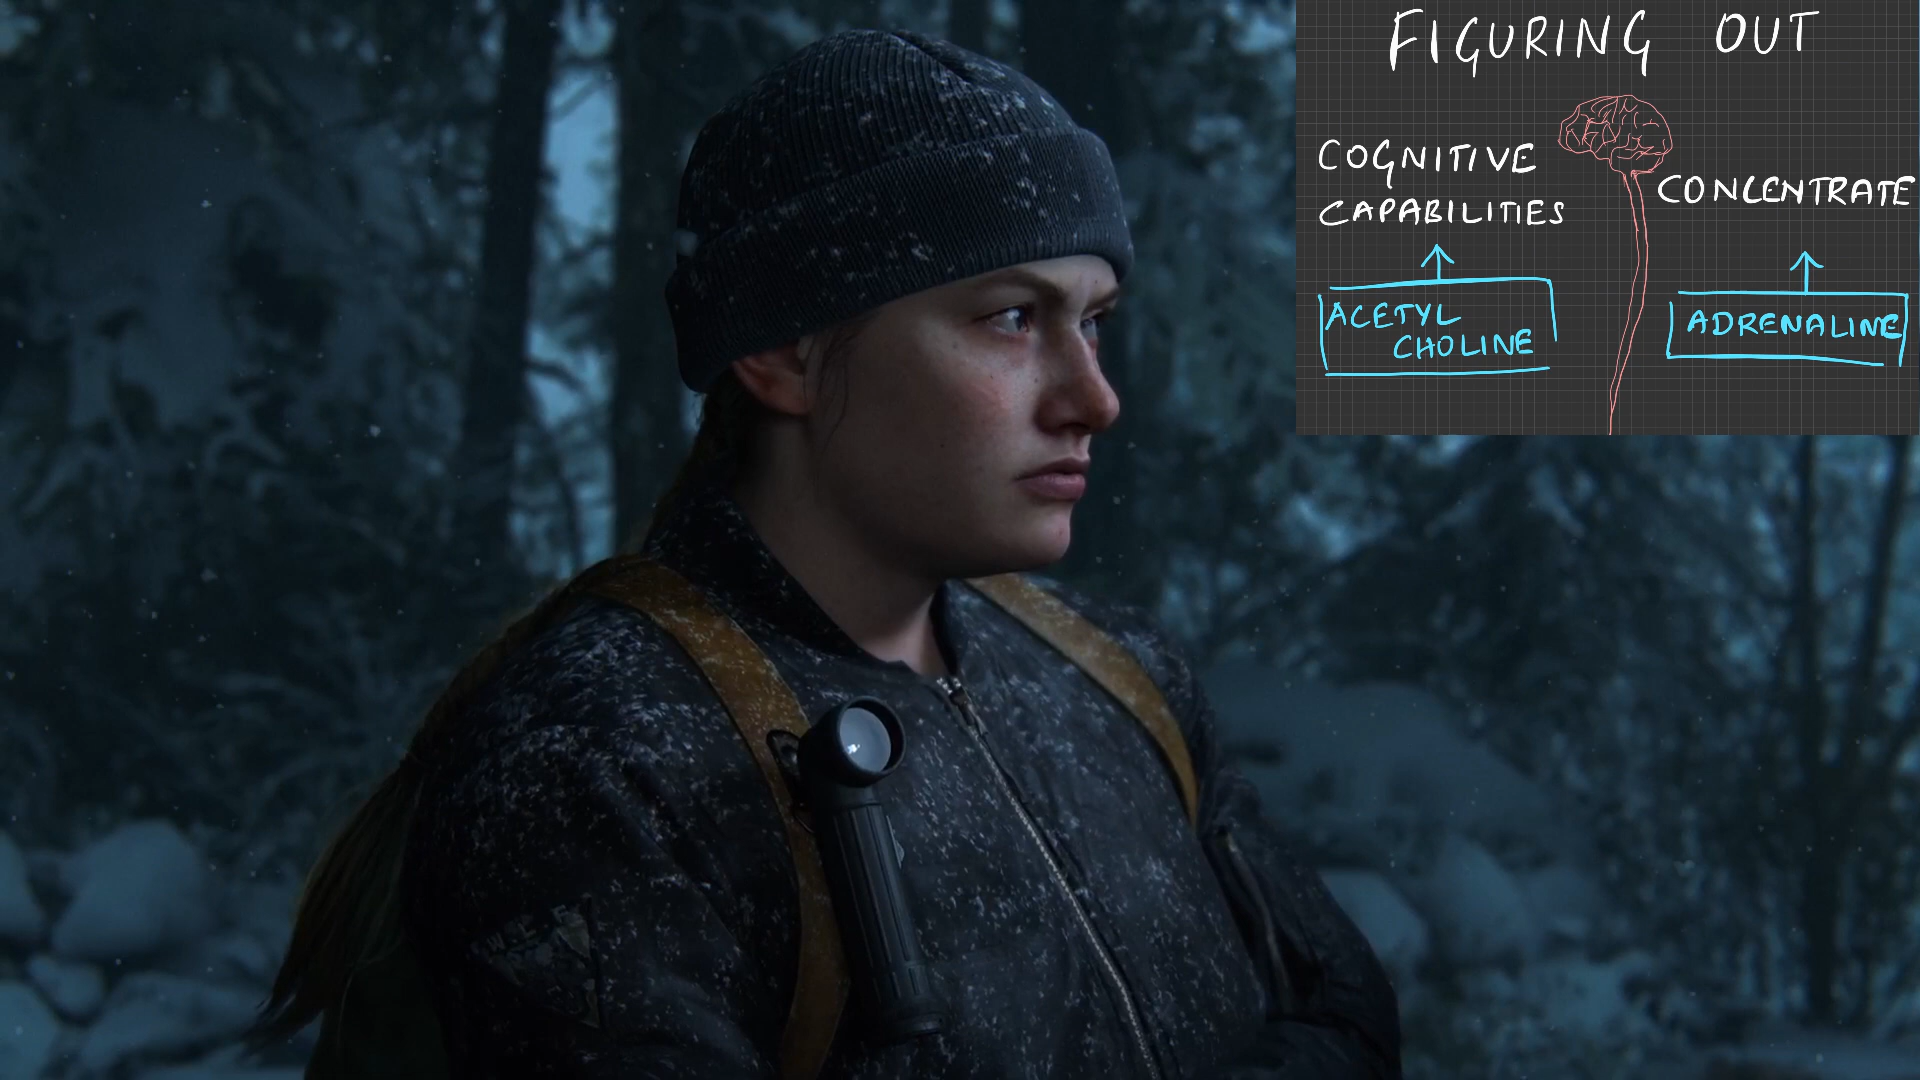 FIGURING OUT
COGNITIVE
CAPABILITIES
CONCENTRATE
ACETYL
CHOLINE
ADRENALINE